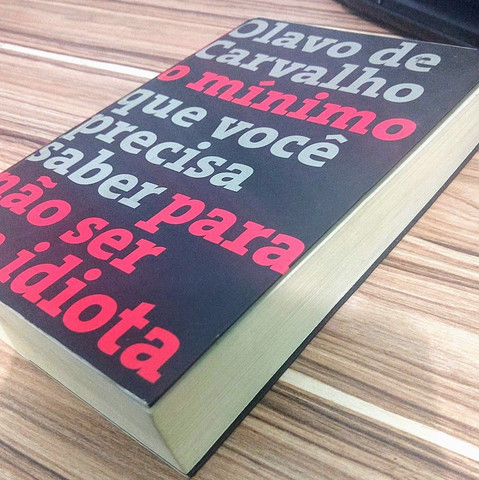 Olavo de
Carvalho
o mínimo
que você
precisa
saber para
não ser
idiota